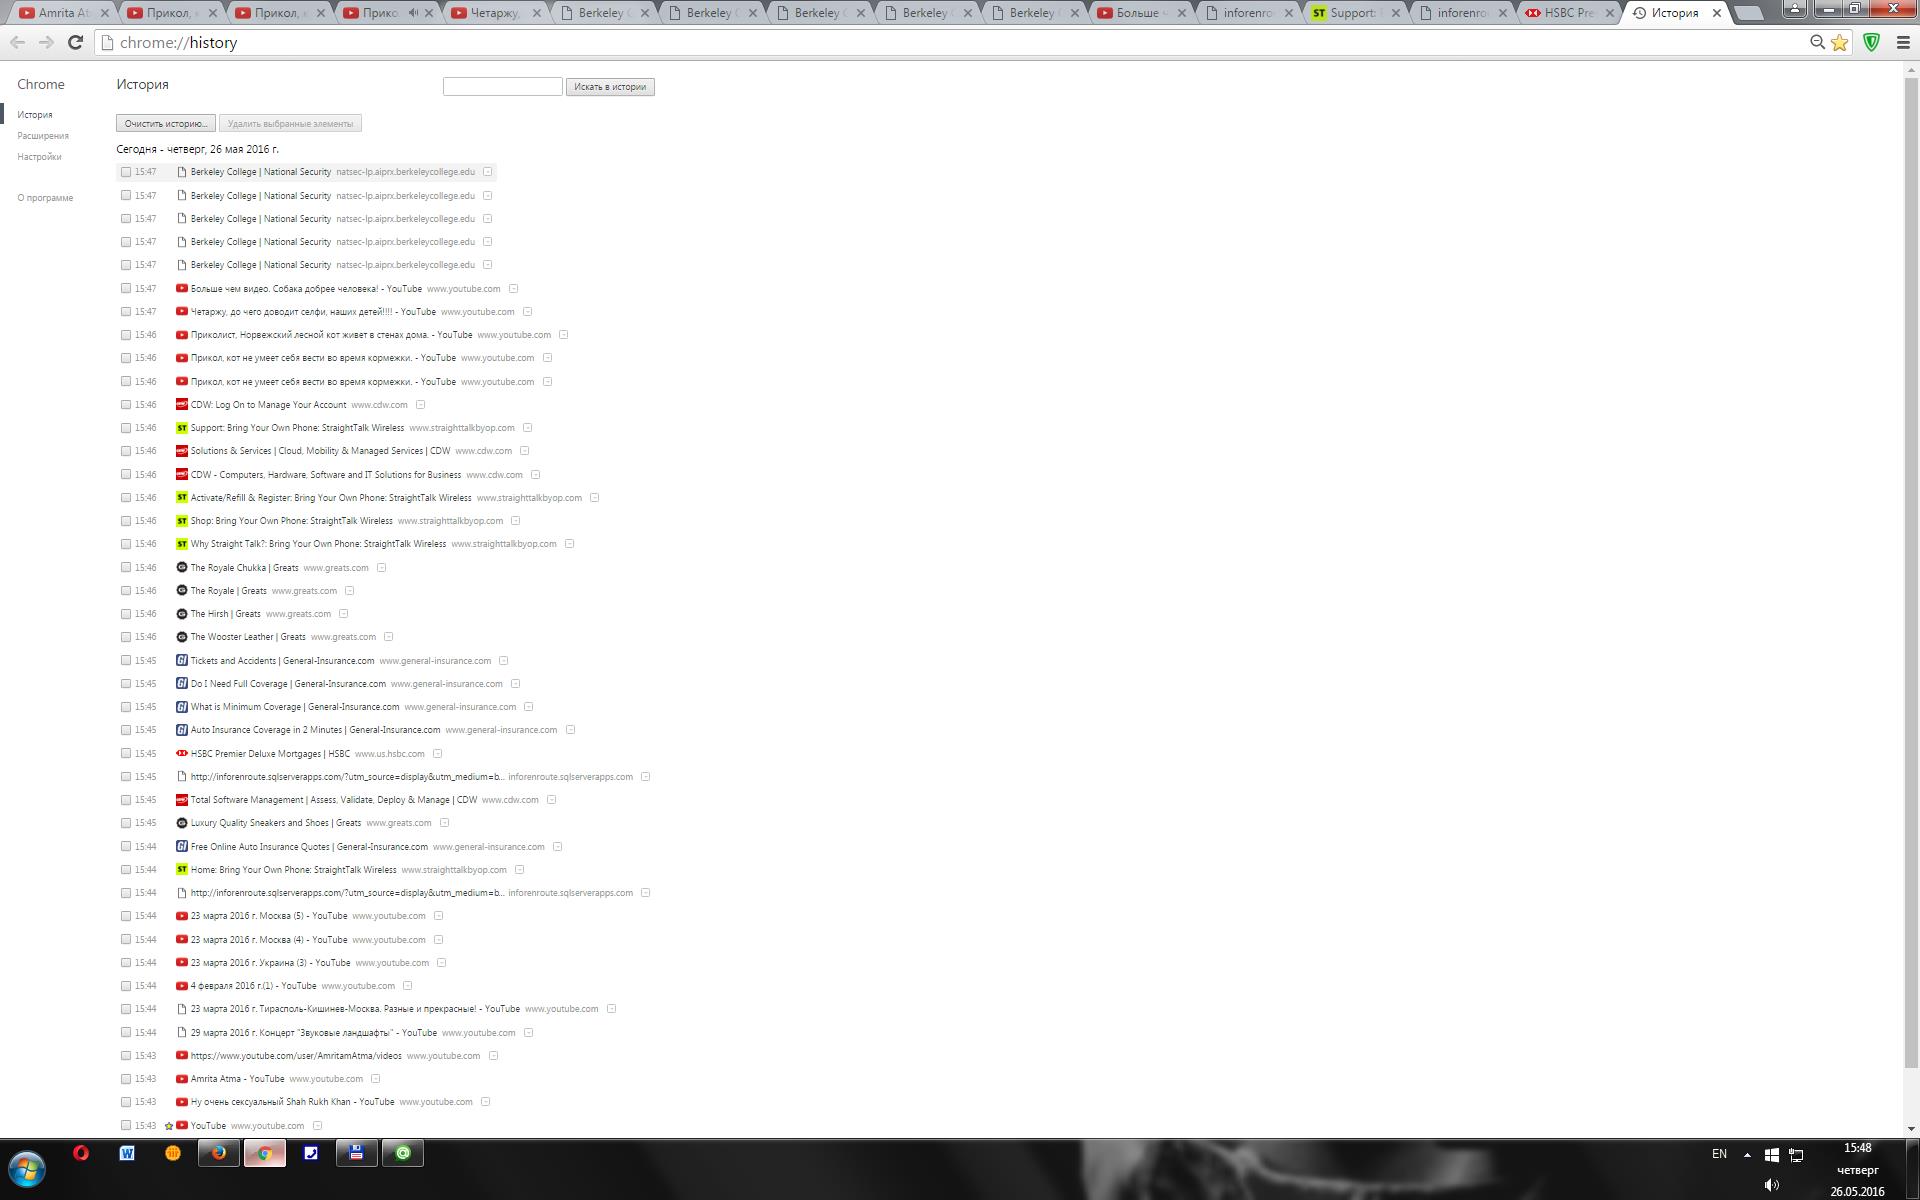 Amrita At Прикол, к Прикол, к Прико Четаржу, Berkeley C Berkeley C Berkeley C Berkeley C Berkeley C Больше ч inforenro Support: inforenro HSBC Pre История
chrome://history
Chrome
История
Расширения
Настройки
О программе
История Искать в истории
Очистить историю... Удалить выбранные элементы
Сегодня - четверг, 26 мая 2016 г.
15:47 Berkeley College | National Security natsec-lp.aiprx.berkeleycollege.edu
15:47 Berkeley College | National Security natsec-lp.aiprx.berkeleycollege.edu
15:47 Berkeley College | National Security natsec-lp.aiprx.berkeleycollege.edu
15:47 Berkeley College | National Security natsec-lp.aiprx.berkeleycollege.edu
15:47 Berkeley College | National Security natsec-lp.aiprx.berkeleycollege.edu
15:47 Больше чем видео. Собака добрее человека! - YouTube www.youtube.com
15:47 Четаржу, до чего доводит селфи, наших детей!!!! - YouTube www.youtube.com
15:46 Приколист, Норвежский лесной кот живет в стенах дома. - YouTube www.youtube.com
15:46 Прикол, кот не умеет себя вести во время кормежки. - YouTube www.youtube.com
15:46 Прикол, кот не умеет себя вести во время кормежки. - YouTube www.youtube.com
15:46 CDW: Log On to Manage Your Account www.cdw.com
15:46 ST Support: Bring Your Own Phone: StraightTalk Wireless www.straighttalkbyop.com
15:46 Solutions & Services | Cloud, Mobility & Managed Services | CDW www.cdw.com
15:46 CDW - Computers, Hardware, Software and IT Solutions for Business www.cdw.com
15:46 ST Activate/Refill & Register: Bring Your Own Phone: StraightTalk Wireless www.straighttalkbyop.com
15:46 ST Shop: Bring Your Own Phone: StraightTalk Wireless www.straighttalkbyop.com
15:46 ST Why Straight Talk?: Bring Your Own Phone: StraightTalk Wireless www.straighttalkbyop.com
15:46 The Royale Chukka | Greats www.greats.com
15:46 The Royale | Greats www.greats.com
15:46 The Hirsh | Greats www.greats.com
15:46 The Wooster Leather | Greats www.greats.com
15:45 GI Tickets and Accidents | General-Insurance.com www.general-insurance.com
15:45 GI Do I Need Full Coverage | General-Insurance.com www.general-insurance.com
15:45 GI What is Minimum Coverage | General-Insurance.com www.general-insurance.com
15:45 GI Auto Insurance Coverage in 2 Minutes | General-Insurance.com www.general-insurance.com
15:45 HSBC Premier Deluxe Mortgages | HSBC www.us.hsbc.com
15:45 http://inforenroute.sqlserverapps.com/?utm_source=display&utm_medium=b... inforenroute.sqlserverapps.com
15:45 Total Software Management | Assess, Validate, Deploy & Manage | CDW www.cdw.com
15:45 Luxury Quality Sneakers and Shoes | Greats www.greats.com
15:44 GI Free Online Auto Insurance Quotes | General-Insurance.com www.general-insurance.com
15:44 ST Home: Bring Your Own Phone: StraightTalk Wireless www.straighttalkbyop.com
15:44 http://inforenroute.sqlserverapps.com/?utm_source=display&utm_medium=b... inforenroute.sqlserverapps.com
15:44 23 марта 2016 г. Москва (5) - YouTube www.youtube.com
15:44 23 марта 2016 г. Москва (4) - YouTube www.youtube.com
15:44 23 марта 2016 г. Украина (3) - YouTube www.youtube.com
15:44 4 февраля 2016 г.(1) - YouTube www.youtube.com
15:44 23 марта 2016 г. Тирасполь-Кишинев-Москва. Разные и прекрасные! - YouTube www.youtube.com
15:44 29 марта 2016 г. Концерт "Звуковые ландшафты" - YouTube www.youtube.com
15:43 https://www.youtube.com/user/AmritamAtma/videos www.youtube.com
15:43 Amrita Atma - YouTube www.youtube.com
15:43 Ну очень сексуальный Shah Rukh Khan - YouTube www.youtube.com
15:43 YouTube www.youtube.com
EN 15:48
четверг
26.05.2016